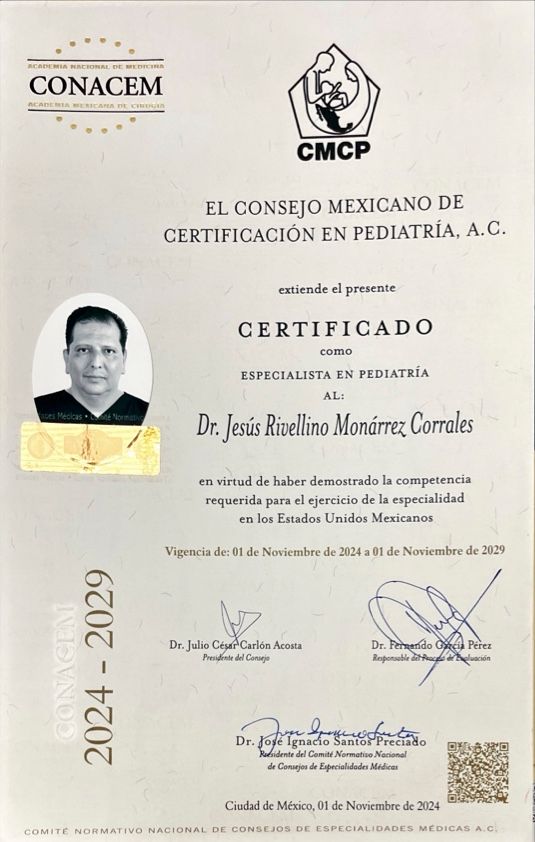 ACADEMIA NACIONAL DE MEDICINA
CONACEM
ACADEMIA MEXICANA DE CIRUGÍA
CMCP
EL CONSEJO MEXICANO DE
CERTIFICACIÓN EN PEDIATRÍA, A.C.
extiende el presente
CERTIFICADO
como
ESPECIALISTA EN PEDIATRÍA
AL:
Dr. Jesús Rivellino Monárrez Corrales
Médicas • Comité Normativo
en virtud de haber demostrado la competencia
requerida para el ejercicio de la especialidad
en los Estados Unidos Mexicanos
Vigencia de: 01 de Noviembre de 2024 a 01 de Noviembre de 2029
CONACEM
2024 - 2029
Dr. Julio César Carlón Acosta
Presidente del Consejo
Dr. Fernando García Pérez
Responsable del Proceso de Evaluación
Dr. José Ignacio Santos Preciado
Presidente del Comité Normativo Nacional
de Consejos de Especialidades Médicas
Ciudad de México, 01 de Noviembre de 2024
COMITÉ NORMATIVO NACIONAL DE CONSEJOS DE ESPECIALIDADES MÉDICAS A.C.